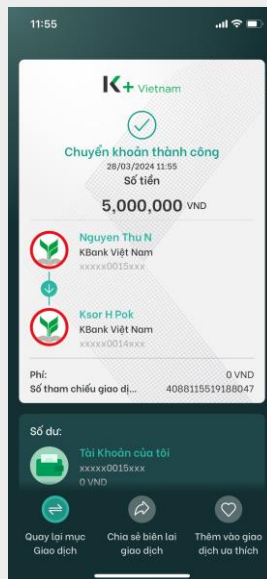 11:55
K+ Vietnam
Chuyển khoản thành công
28/03/2024 11:55
Số tiền
5,000,000 VND
Nguyen Thu N
KBank Việt Nam
xxxxx0015xxx
Ksor H Pok
KBank Việt Nam
xxxxx0014xxx
Phí: 0 VND
Số tham chiếu giao dị... 4088115519188047
Số dư:
Tài Khoản của tôi
xxxxx0015xxx
0 VND
Quay lại mục Chia sẻ biên lai Thêm vào giao
Giao dịch giao dịch dịch ưa thích